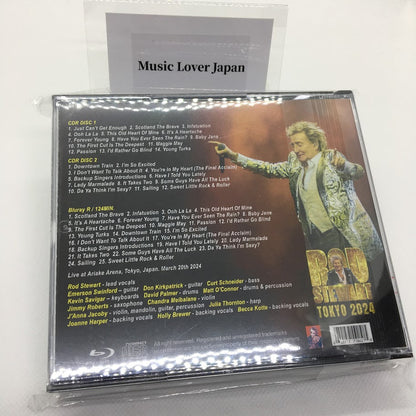 Music Lover Japan
CDR DISC 1
1. Just Can't Get Enough 2. Scotland The Brave 3. Infatuation
4. Ooh La La 5. This Old Heart Of Mine 6. It's A Heartache
7. Forever Young 8. Have You Ever Seen The Rain? 9. Baby Jane
10. The First Cut Is The Deepest 11. Maggie May
12. Passion 13. I'd Rather Go Blind 14. Young Turks
CDR DISC 2
1. Downtown Train 2. I'm So Excited
3. I Don't Want To Talk About It 4. You're In My Heart (The Final Acclaim)
5. Backup Singers Introductions 6. Have I Told You Lately
7. Lady Marmalade 8. It Takes Two 9. Some Guys Have All The Luck
10. Da Ya Think I'm Sexy? 11. Sailing 12. Sweet Little Rock & Roller
Bluray R / 124MIN.
1. Scotland The Brave 2. Infatuation 3. Ooh La La 4. This Old Heart Of Mine
5. It's A Heartache 6. Forever Young 7. Have You Ever Seen The Rain? 8. Baby Jane
9. The First Cut Is The Deepest 10. Maggie May 11. Passion 12. I'd Rather Go Blind
13. Young Turks 14. Downtown Train 15. I'm So Excited
16. I Don't Want To Talk About It 17. You're In My Heart (The Final Acclaim)
18. Backup Singers Introductions 19. Have I Told You Lately 20. Lady Marmalade
21. It Takes Two 22. Some Guys Have All The Luck 23. Da Ya Think I'm Sexy?
24. Sailing 25. Sweet Little Rock & Roller
Live at Ariake Arena, Tokyo, Japan. March 20th 2024
Rod Stewart - lead vocals
Emerson Swinford - guitar Don Kirkpatrick - guitar Curt Schneider - bass
Kevin Savigar - keyboards David Palmer - drums Matt O'Connor - drums & percussion
Jimmy Roberts - saxophone Chandra Meibalane - violin
J'Anna Jacoby - violin, mandolin, guitar, percussion Julia Thornton - harp
Joanne Harper - backing vocals Holly Brewer - backing vocals Becca Kotte - backing vocals
ROD
STEWART
TOKYO 2024
All Rights Reserved.